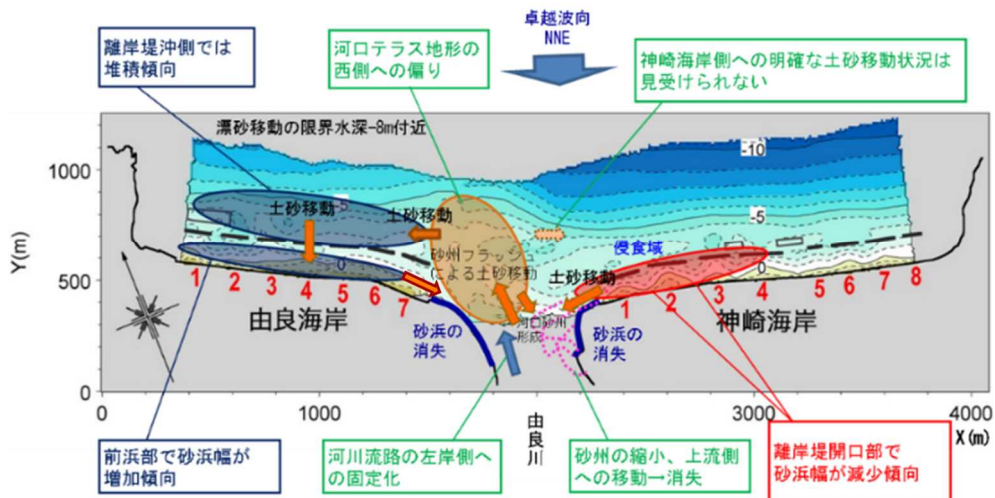 卓越波向
NNE
離岸堤沖側では
堆積傾向
河口テラス地形の
西側への偏り
神崎海岸側への明確な土砂移動状況は
見受けられない
漂砂移動の限界水深-8m付近
-10
1000
土砂移動
-5
土砂移動
-5
Y(m)
砂州フラッシュ
による土砂移動
侵食域
土砂移動
0
0
500
1
2
3
4
5
6
7
1
2
3
4
5
6
7
8
由良海岸
砂浜の
消失
河口砂州
形成
砂浜の
消失
神崎海岸
0
0
1000
3000
4000
X(m)
由良川
前浜部で砂浜幅が
増加傾向
河川流路の左岸側へ
の固定化
砂州の縮小、上流側
への移動→消失
離岸堤開口部で
砂浜幅が減少傾向